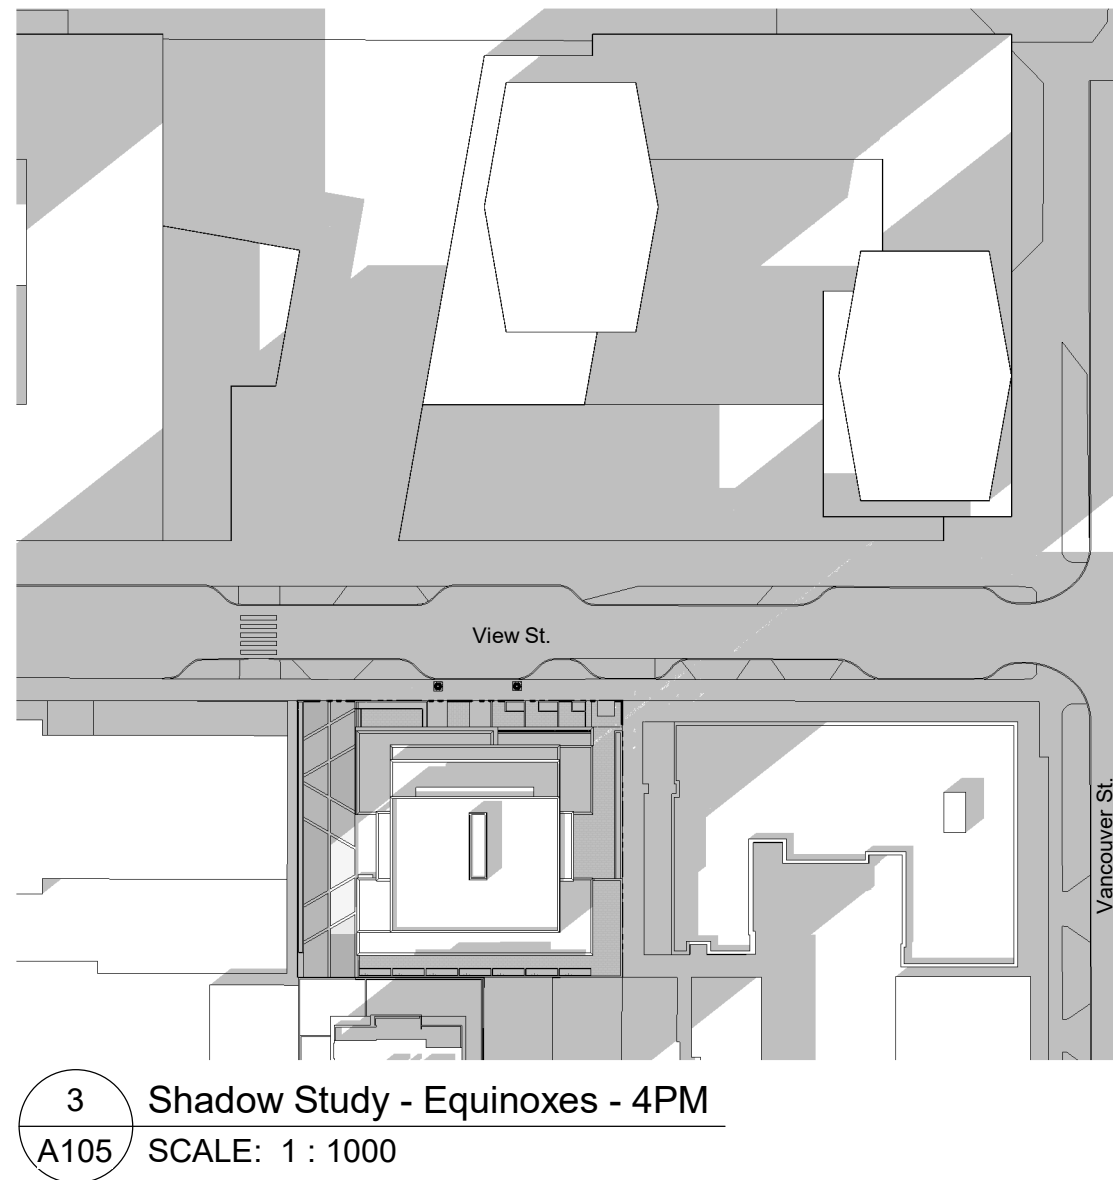 View St.
Vancouver St.
3
A105
Shadow Study - Equinoxes - 4PM
SCALE: 1 : 1000